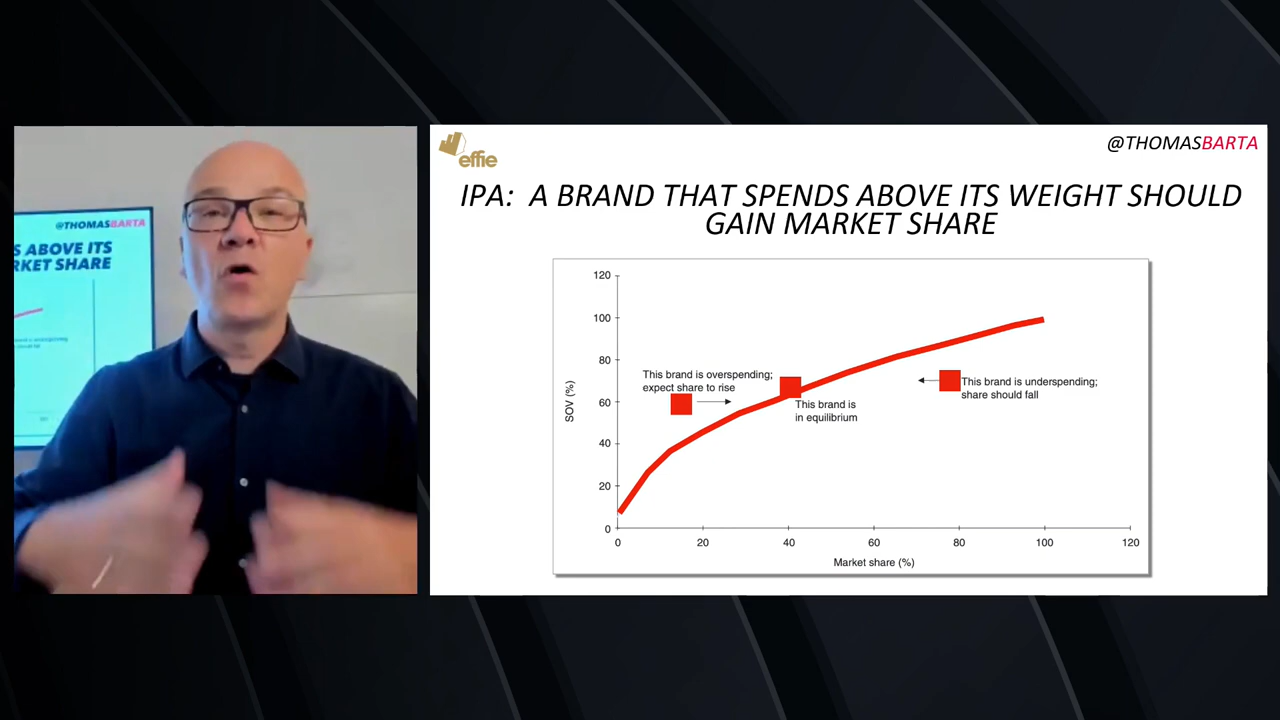 @THOMASBARTA
S ABOVE ITS
RKET SHARE
effie
@THOMASBARTA
IPA: A BRAND THAT SPENDS ABOVE ITS WEIGHT SHOULD
GAIN MARKET SHARE
120
100
80
60
40
20
0
SOV (%)
This brand is overspending;
expect share to rise
This brand is
in equilibrium
This brand is underspending;
share should fall
0
20
40
60
80
100
120
Market share (%)